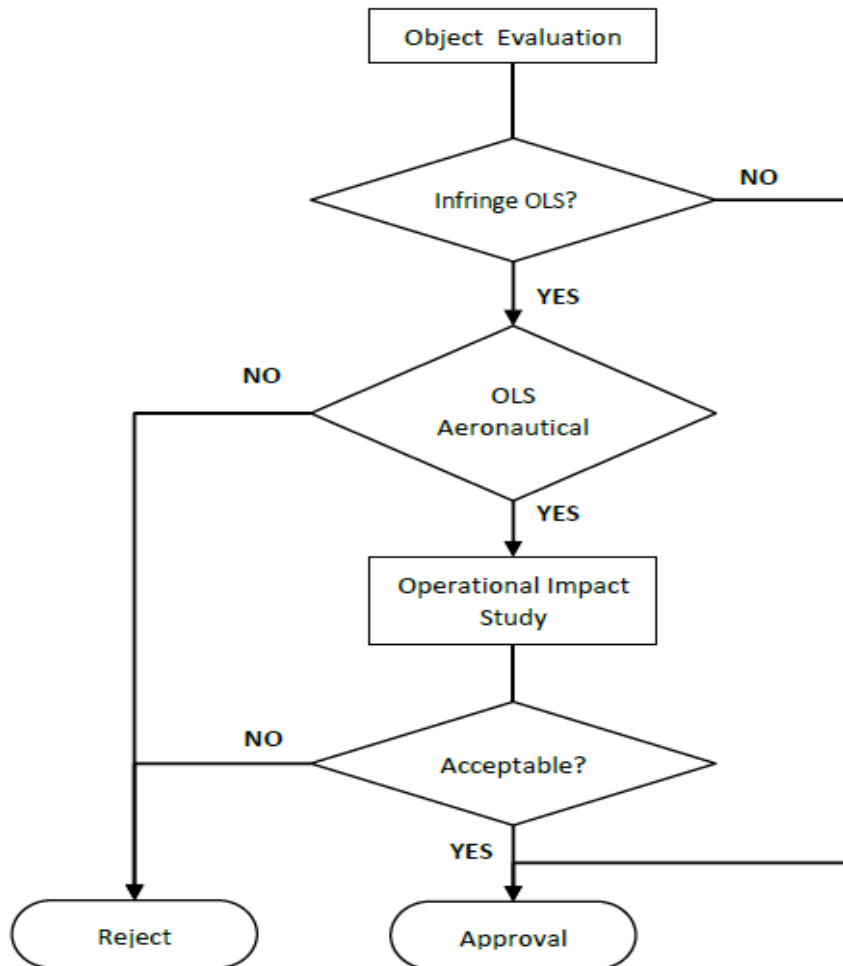 Object Evaluation
NO
Infringe OLS?
YES
NO
OLS
Aeronautical
YES
Operational Impact
Study
NO
Acceptable?
YES
Reject
Approval